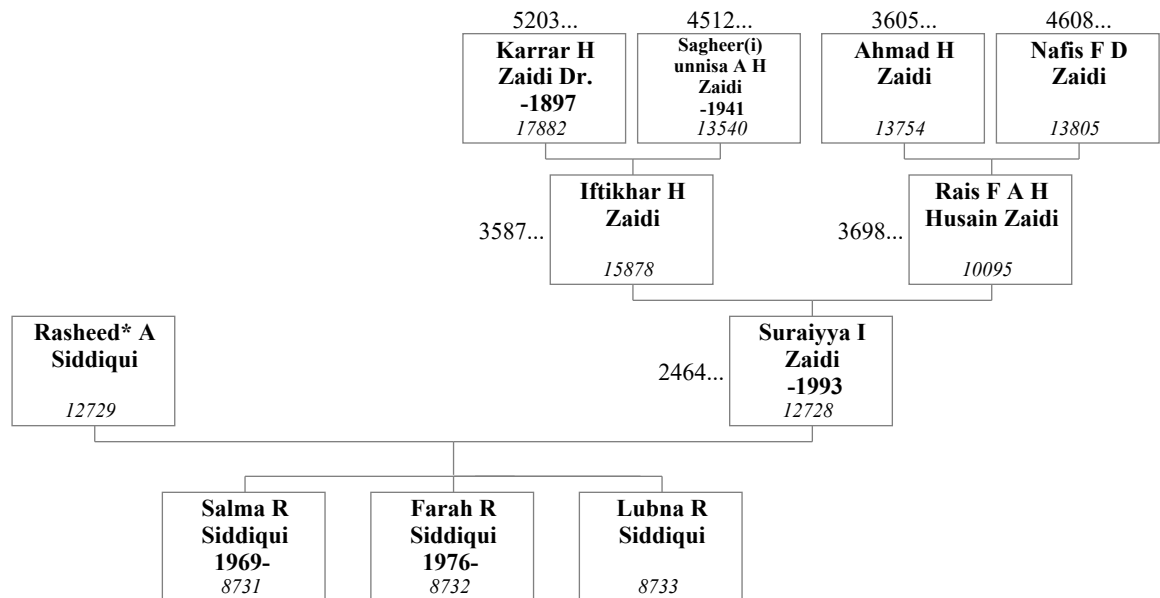 5203...
4512...
3605...
4608...
Karrar H
Zaidi Dr.
-1897
17882
Sagheer(i)
unnisa A H
Zaidi
-1941
13540
Ahmad H
Zaidi
13754
Nafis F D
Zaidi
13805
3587...
Iftikhar H
Zaidi
15878
3698...
Rais F A H
Husain Zaidi
10095
Rasheed* A
Siddiqui
12729
2464...
Suraiyya I
Zaidi
-1993
12728
Salma R
Siddiqui
1969-
8731
Farah R
Siddiqui
1976-
8732
Lubna R
Siddiqui
8733